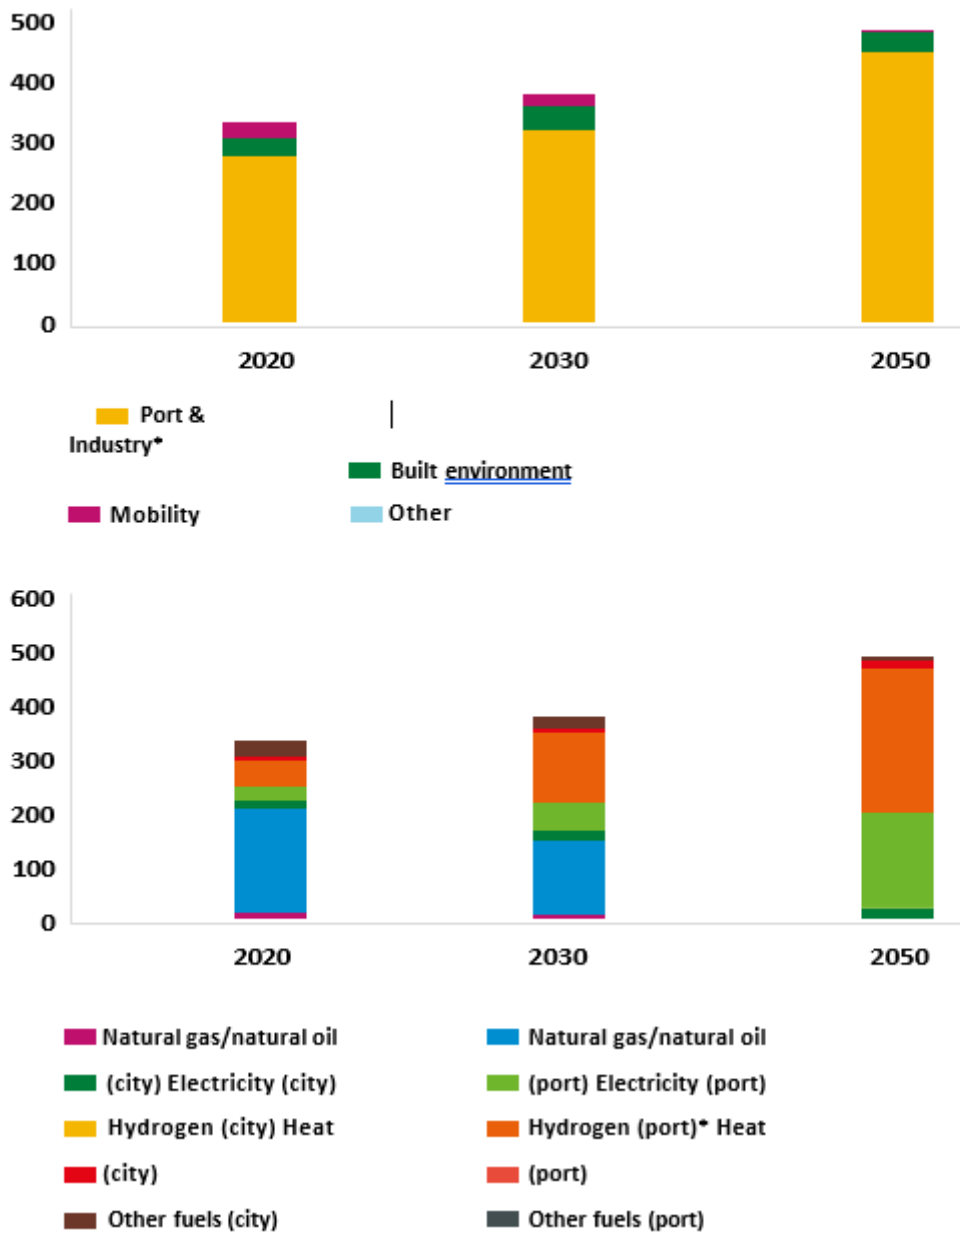 500
400
300
200
100
0
2020 2030 2050
Port &
Industry*
Built environment
Mobility Other
600
500
400
300
200
100
0
2020 2030 2050
Natural gas/natural oil Natural gas/natural oil
(city) Electricity (city) (port) Electricity (port)
Hydrogen (city) Heat Hydrogen (port)* Heat
(city) (port)
Other fuels (city) Other fuels (port)